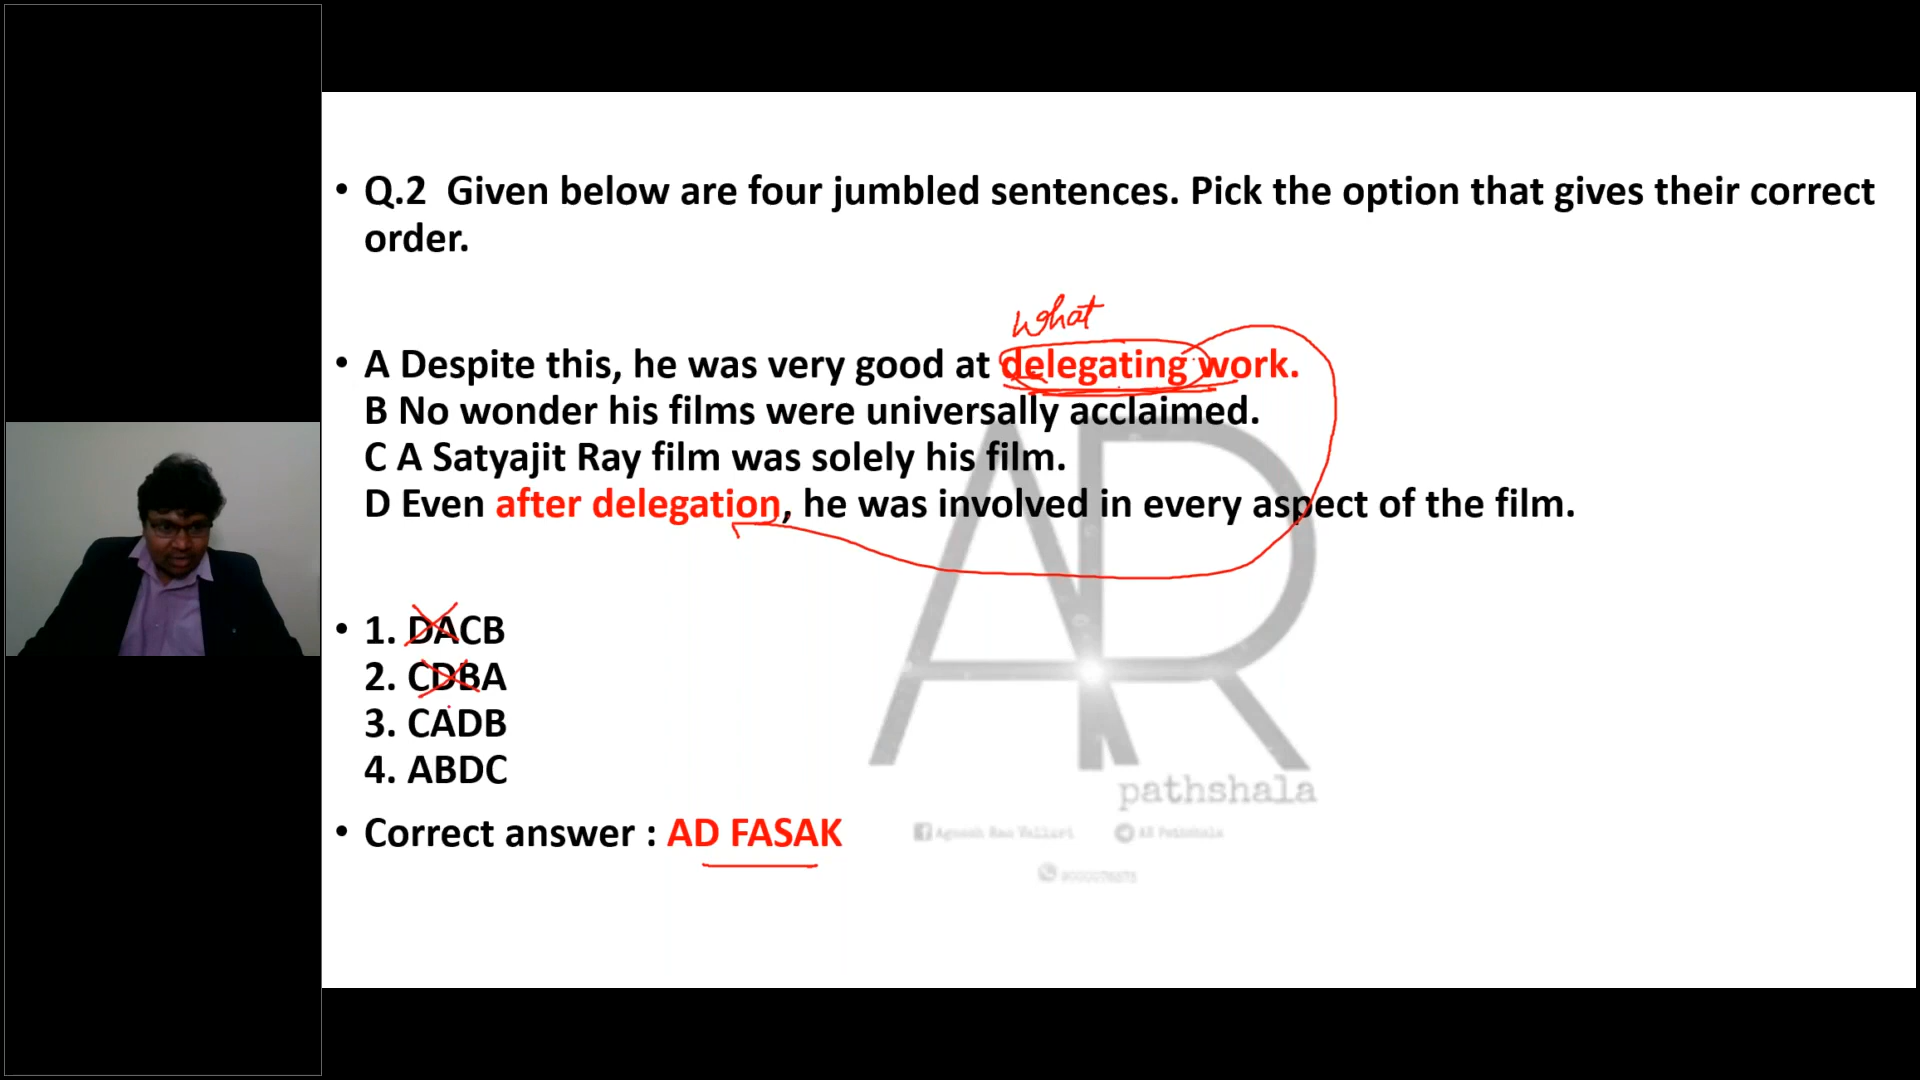 • Q.2 Given below are four jumbled sentences. Pick the option that gives their correct
order.
What
• A Despite this, he was very good at delegating work.
B No wonder his films were universally acclaimed.
C A Satyajit Ray film was solely his film.
D Even after delegation, he was involved in every aspect of the film.
• 1. DACB
2. CDBA
3. CADB
4. ABDC
AR
pathshala
• Correct answer : AD FASAK
AR Pathshala